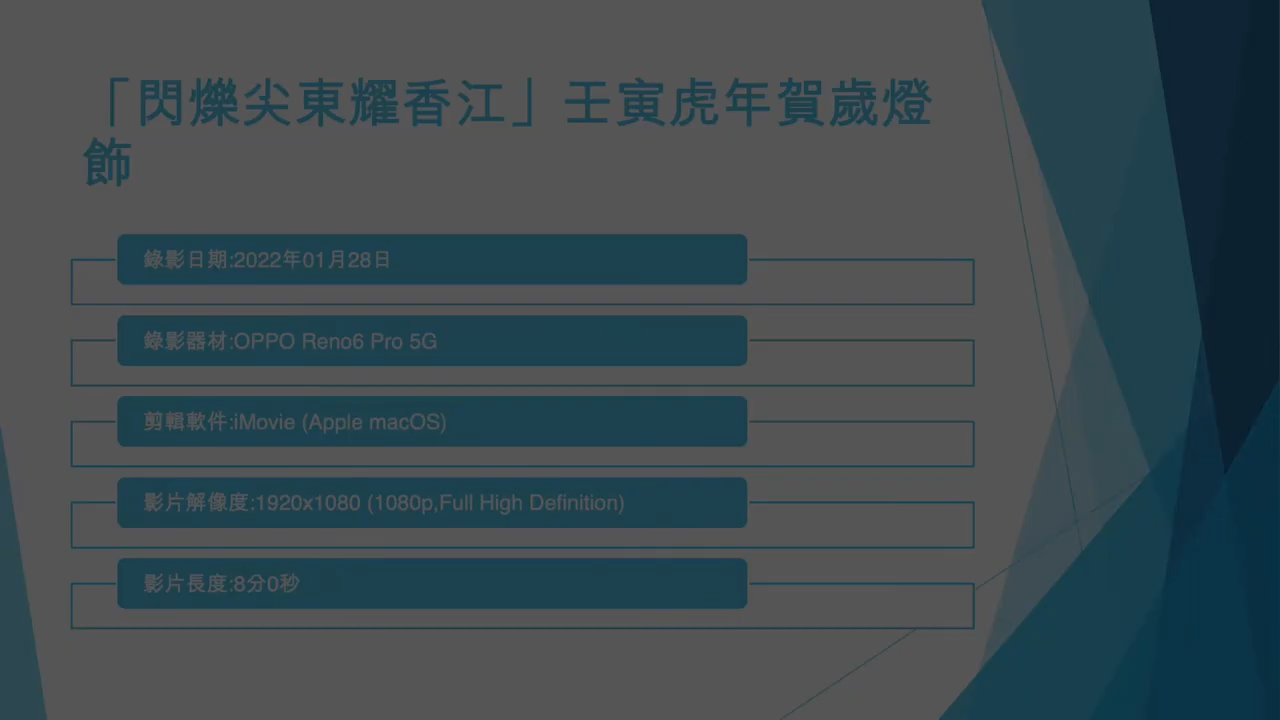 「閃爍尖東耀香江」壬寅虎年賀歲燈
飾
錄影日期:2022年01月28日
錄影器材:OPPO Reno6 Pro 5G
剪輯軟件:iMovie (Apple macOS)
影片解像度:1920x1080 (1080p,Full High Definition)
影片長度:8分0秒